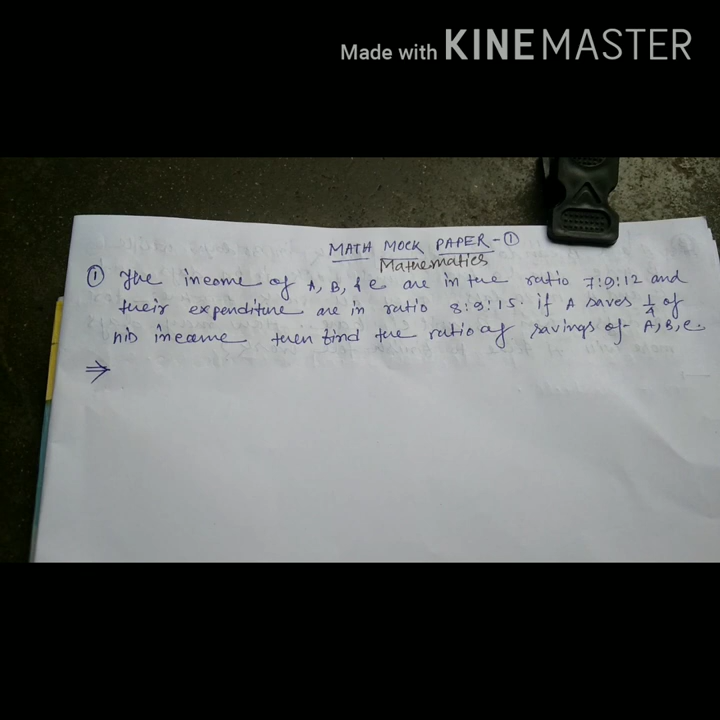 Made with KINEMASTER
MATH MOCK PAPER-①
Mathematics
① The income of A, B, & C are in the ratio 7:9:12 and
their expenditure are in ratio 8:9:15. if A saves 1/4 of
his income then find the ratio of savings of A, B, C.
⇒